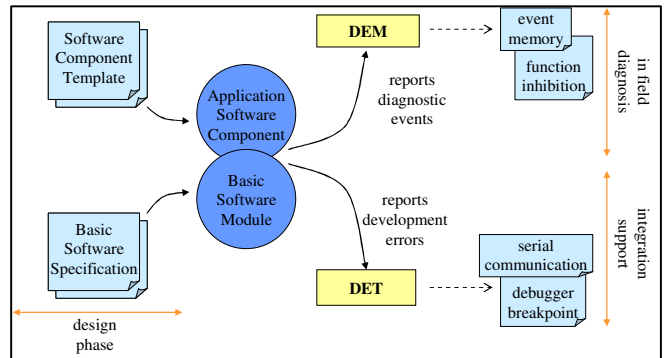 Software
Component
Template
DEM
event
memory
function
inhibition
in field
diagnosis
Application
Software
Component
reports
diagnostic
events
Basic
Software
Module
reports
development
errors
Basic
Software
Specification
DET
serial
communication
debugger
breakpoint
integration
support
design
phase